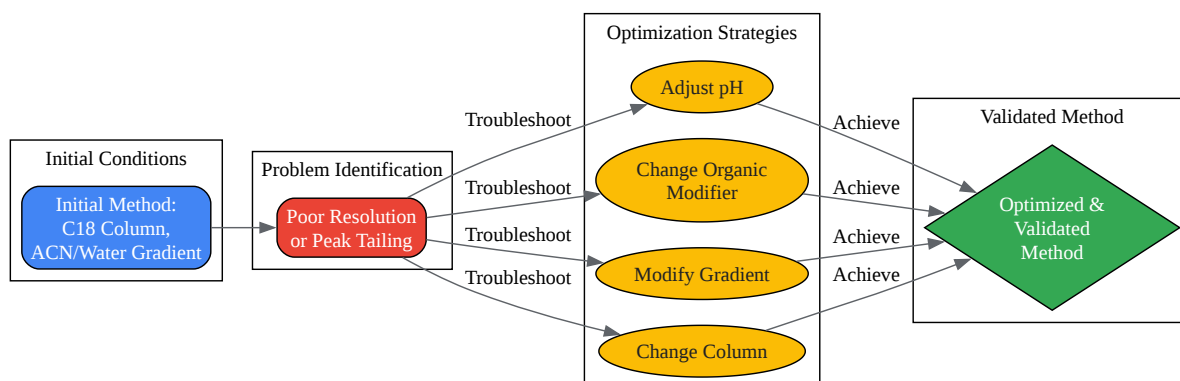 Initial Conditions
Initial Method:
C18 Column,
ACN/Water Gradient
Problem Identification
Poor Resolution
or Peak Tailing
Troubleshoot
Troubleshoot
Troubleshoot
Troubleshoot
Optimization Strategies
Adjust pH
Change Organic
Modifier
Modify Gradient
Change Column
Achieve
Achieve
Achieve
Achieve
Validated Method
Optimized &
Validated
Method